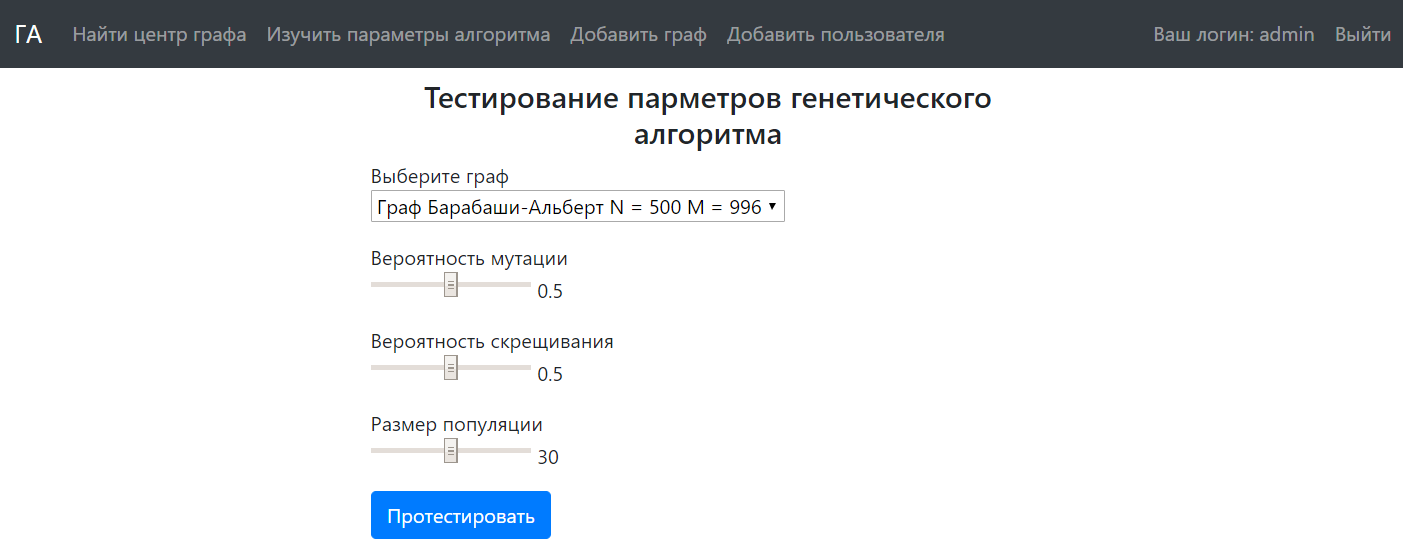 ГА Найти центр графа Изучить параметры алгоритма Добавить граф Добавить пользователя Ваш логин: admin Выйти
Тестирование парметров генетического
алгоритма
Выберите граф
Граф Барабаши-Альберт N = 500 M = 996
Вероятность мутации
0.5
Вероятность скрещивания
0.5
Размер популяции
30
Протестировать